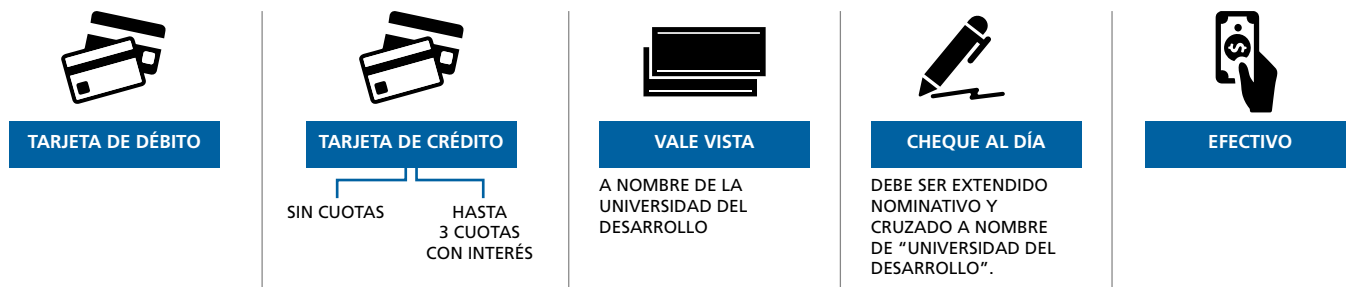 TARJETA DE DÉBITO
TARJETA DE CRÉDITO
SIN CUOTAS
HASTA
3 CUOTAS
CON INTERÉS
VALE VISTA
A NOMBRE DE LA
UNIVERSIDAD DEL
DESARROLLO
CHEQUE AL DÍA
DEBE SER EXTENDIDO
NOMINATIVO Y
CRUZADO A NOMBRE
DE “UNIVERSIDAD DEL
DESARROLLO”.
EFECTIVO